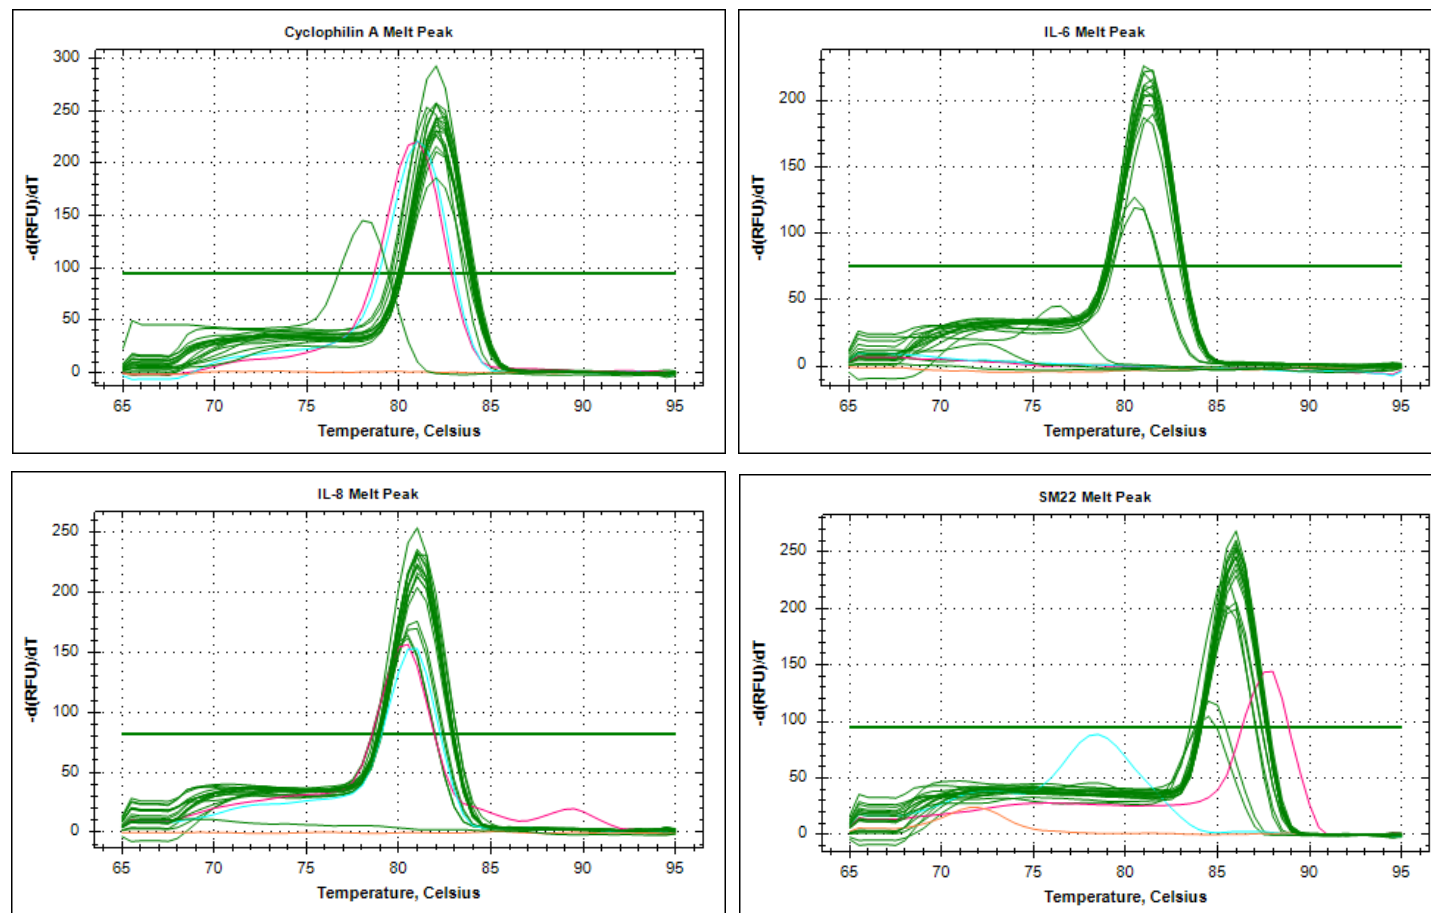 Cyclophilin A Melt Peak
300
250
200
150
100
50
0
-d(RFU)/dT
65 70 75 80 85 90 95
Temperature, Celsius
IL-6 Melt Peak
200
150
100
50
0
-d(RFU)/dT
65 70 75 80 85 90 95
Temperature, Celsius
IL-8 Melt Peak
250
200
150
100
50
0
-d(RFU)/dT
65 70 75 80 85 90 95
Temperature, Celsius
SM22 Melt Peak
250
200
150
100
50
0
-d(RFU)/dT
65 70 75 80 85 90 95
Temperature, Celsius